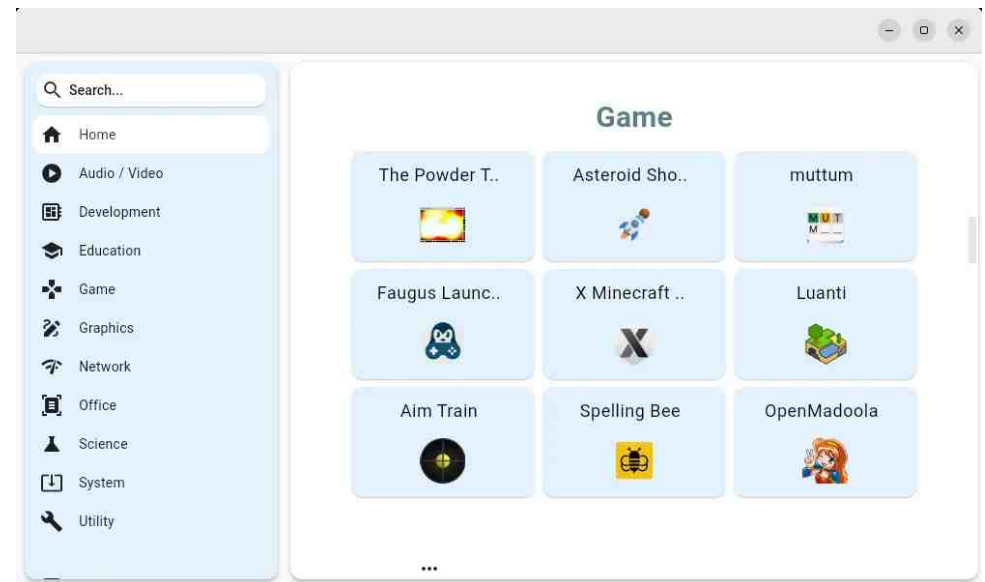 Search...
Home
Audio / Video
Development
Education
Game
Graphics
Network
Office
Science
System
Utility
Game
The Powder T..
Asteroid Sho..
muttum
MUT
M _ _
Faugus Launc..
X Minecraft ..
X
Luanti
Aim Train
Spelling Bee
OpenMadoola
...